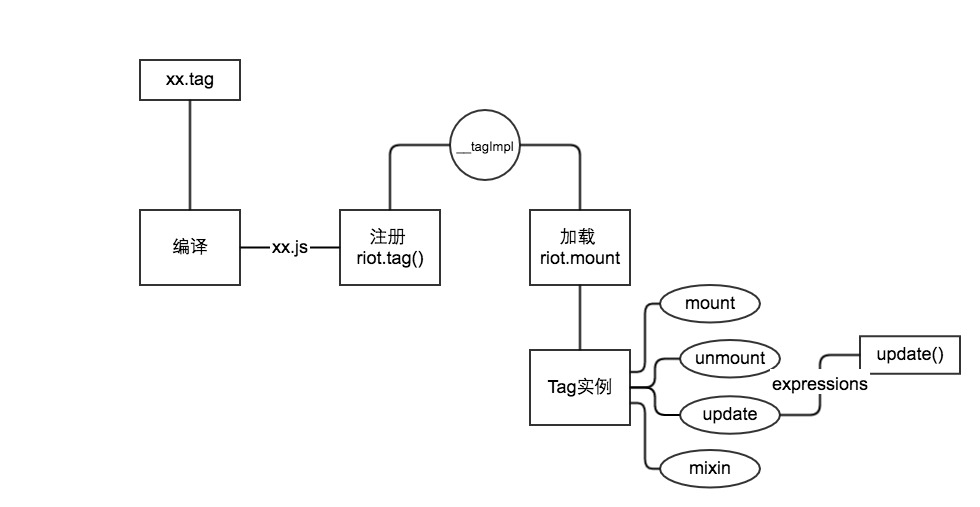 xx.tag
__tagImpl
编译
xx.js
注册
riot.tag()
加载
riot.mount
mount
unmount
update()
expressions
Tag实例
update
mixin